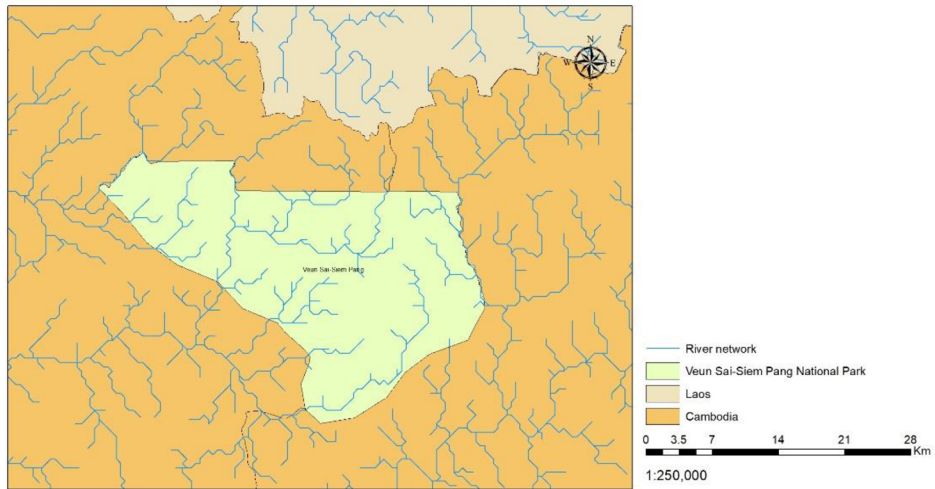 N
W E
S
Veun Sai-Siem Pang
River network
Veun Sai-Siem Pang National Park
Laos
Cambodia
0 3.5 7 14 21 28
Km
1:250,000